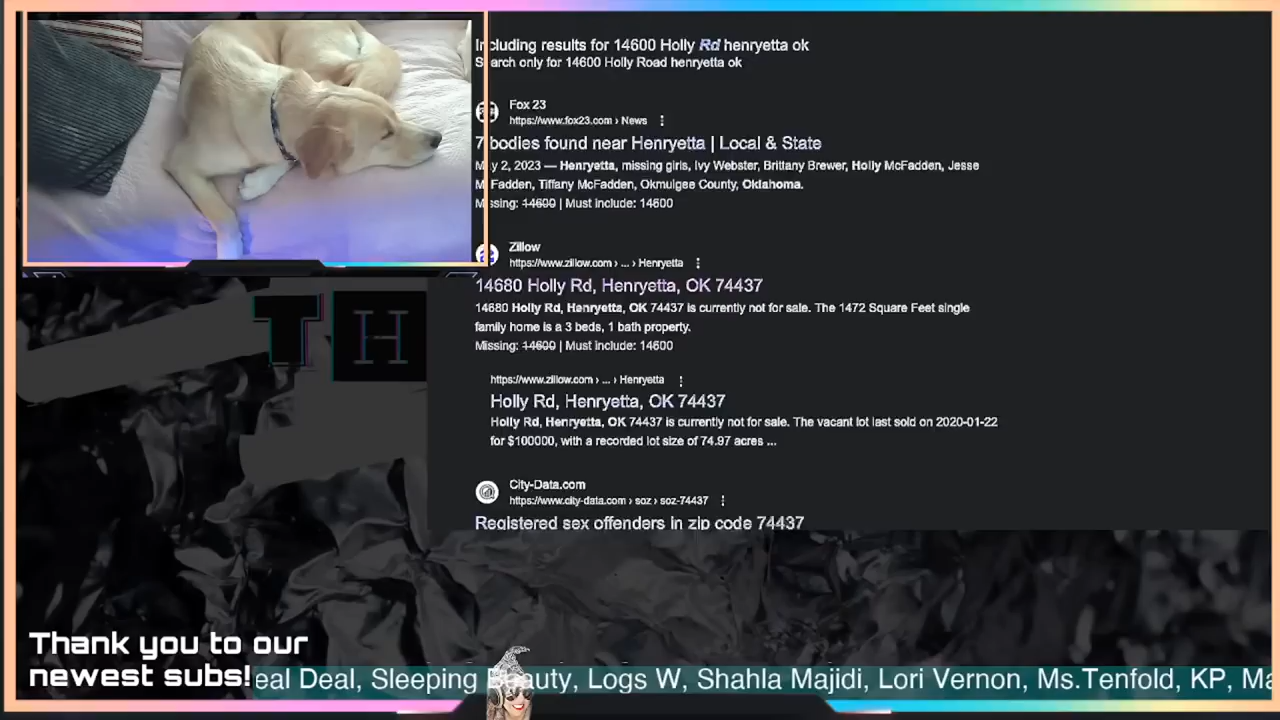 Including results for 14600 Holly Rd henryetta ok
Search only for 14600 Holly Road henryetta ok
Fox 23
https://www.fox23.com › News
7 bodies found near Henryetta | Local & State
May 2, 2023 — Henryetta, missing girls, Ivy Webster, Brittany Brewer, Holly McFadden, Jesse
McFadden, Tiffany McFadden, Okmulgee County, Oklahoma.
Missing: 14600 | Must include: 14600
Zillow
https://www.zillow.com › ... › Henryetta
14680 Holly Rd, Henryetta, OK 74437
14680 Holly Rd, Henryetta, OK 74437 is currently not for sale. The 1472 Square Feet single
family home is a 3 beds, 1 bath property.
Missing: 14600 | Must include: 14600
T H
https://www.zillow.com › ... › Henryetta
Holly Rd, Henryetta, OK 74437
Holly Rd, Henryetta, OK 74437 is currently not for sale. The vacant lot last sold on 2020-01-22
for $100000, with a recorded lot size of 74.97 acres ...
City-Data.com
https://www.city-data.com › soz › soz-74437
Registered sex offenders in zip code 74437
Thank you to our
newest subs!
eal Deal, Sleeping Beauty, Logs W, Shahla Majidi, Lori Vernon, Ms.Tenfold, KP, Ma